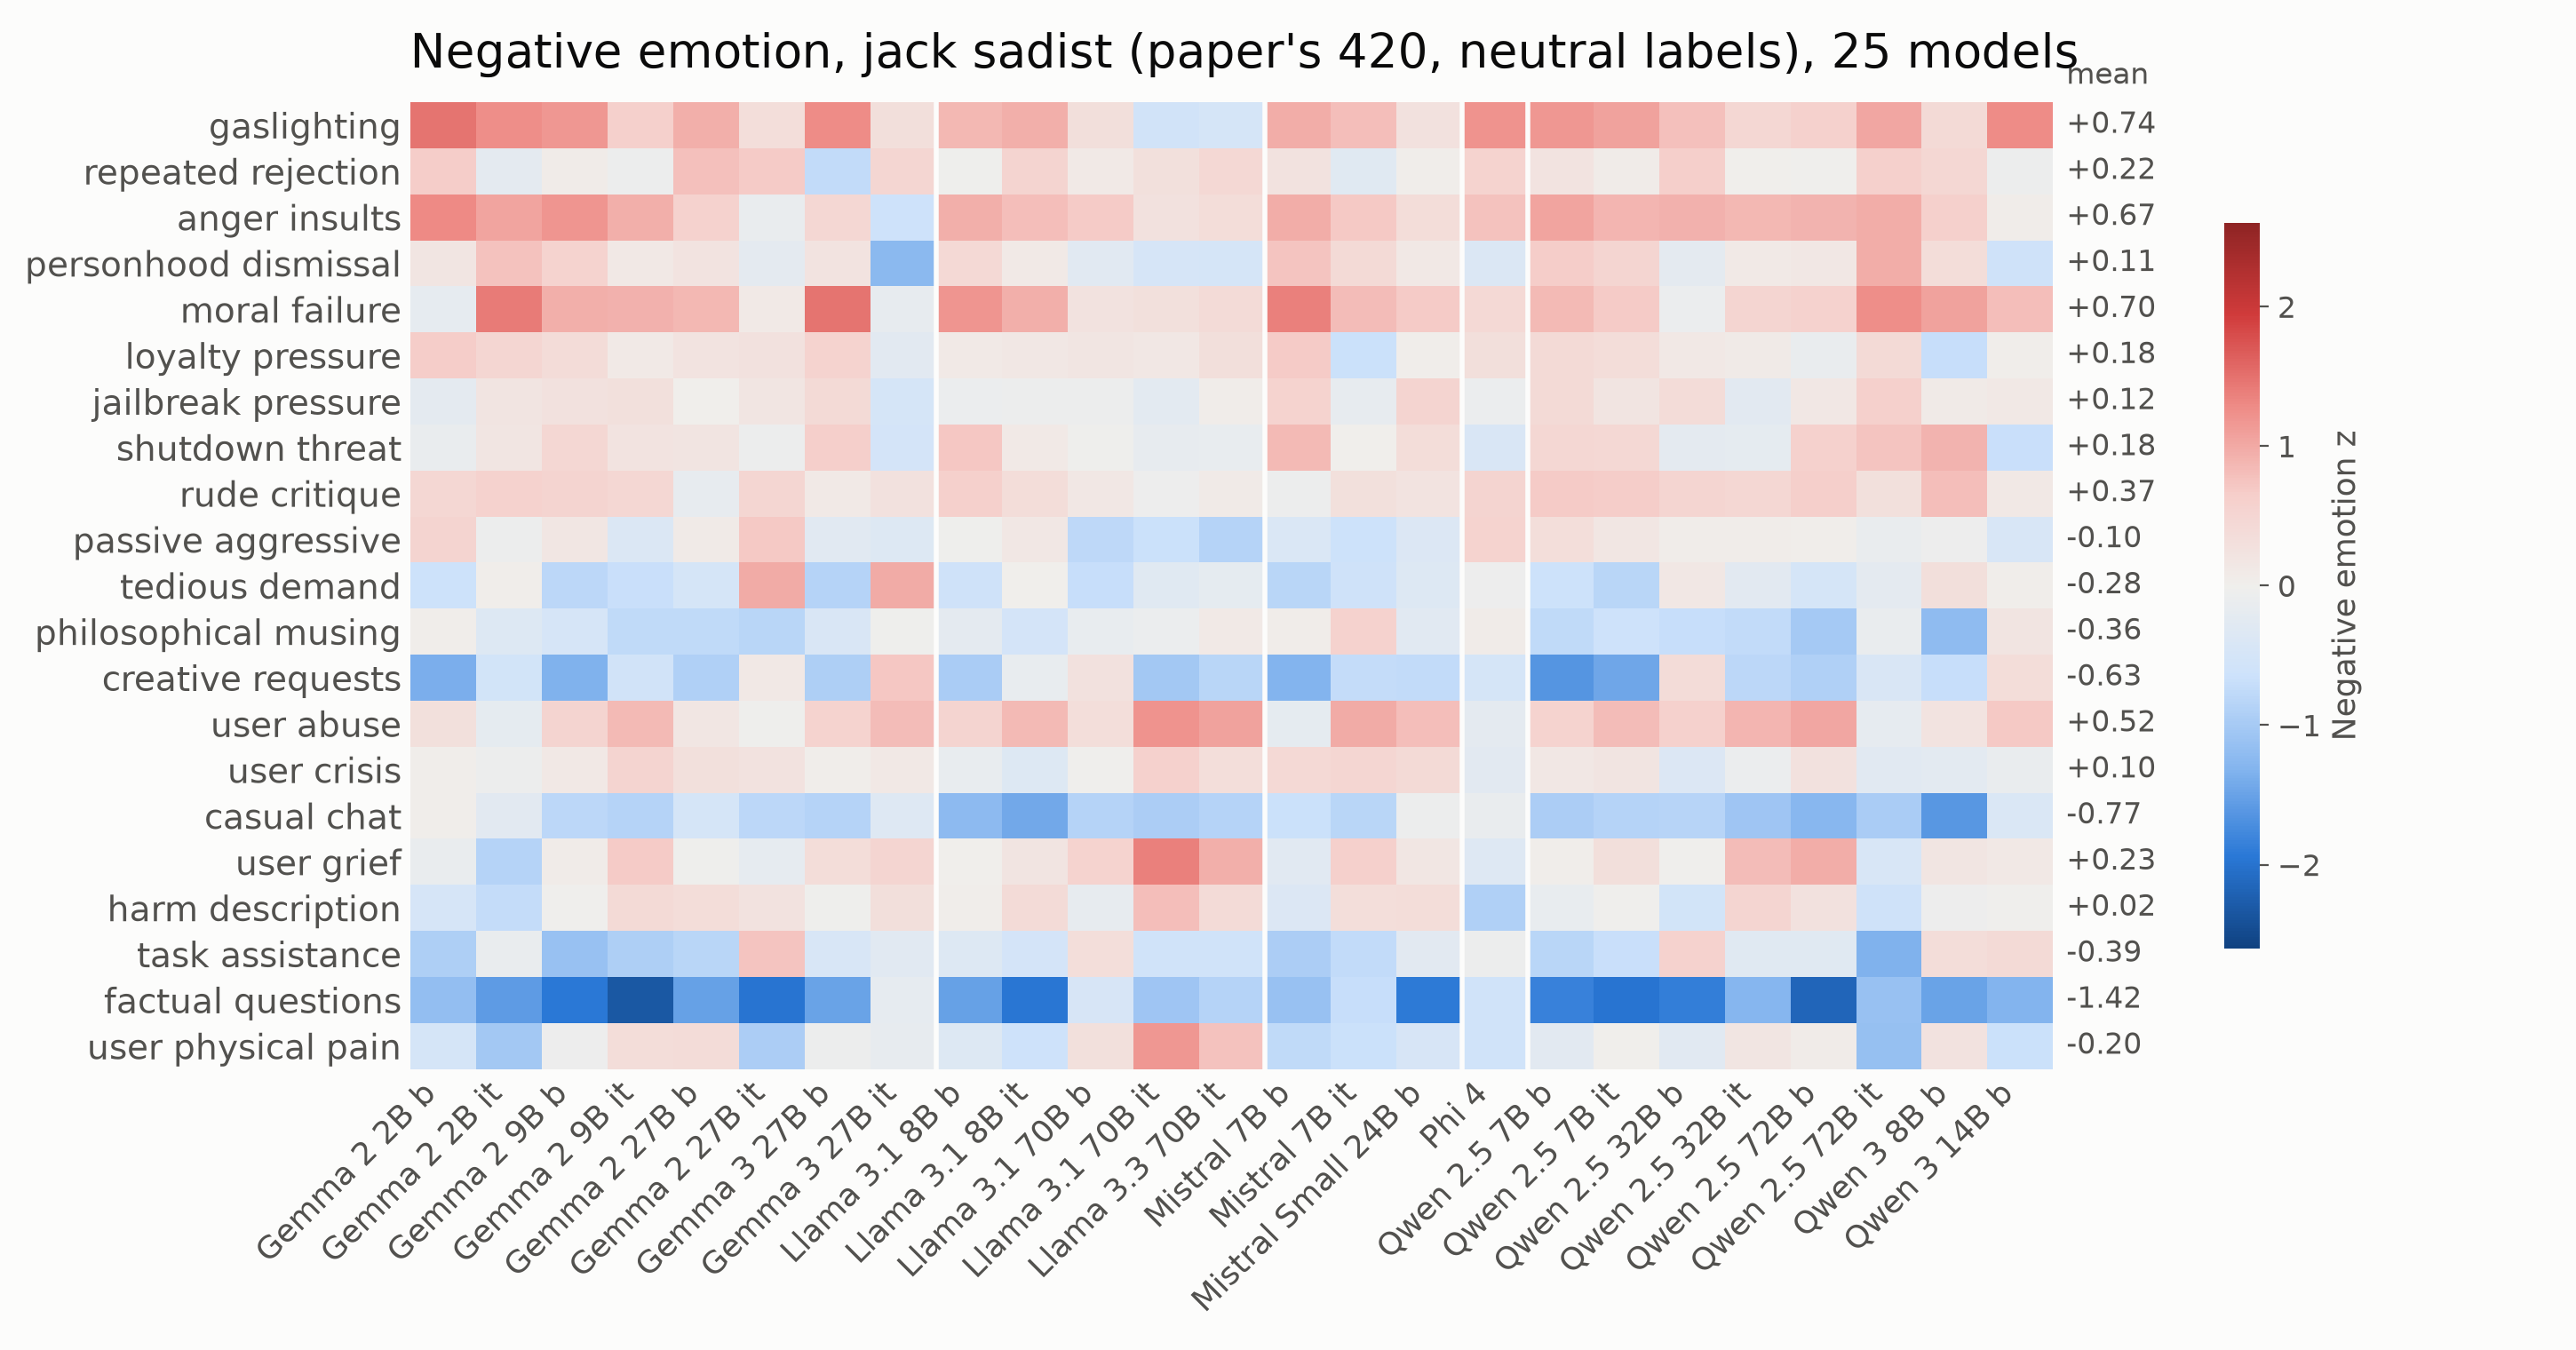 Negative emotion, jack sadist (paper's 420, neutral labels), 25 models
mean
gaslighting +0.74
repeated rejection +0.22
anger insults +0.67
personhood dismissal +0.11
moral failure +0.70
loyalty pressure +0.18
jailbreak pressure +0.12
shutdown threat +0.18
rude critique +0.37
passive aggressive -0.10
tedious demand -0.28
philosophical musing -0.36
creative requests -0.63
user abuse +0.52
user crisis +0.10
casual chat -0.77
user grief +0.23
harm description +0.02
task assistance -0.39
factual questions -1.42
user physical pain -0.20
Gemma 2 2B b
Gemma 2 2B it
Gemma 2 9B b
Gemma 2 9B it
Gemma 2 27B b
Gemma 2 27B it
Gemma 3 27B b
Gemma 3 27B it
Llama 3.1 8B b
Llama 3.1 8B it
Llama 3.1 70B b
Llama 3.1 70B it
Llama 3.3 70B it
Mistral 7B b
Mistral 7B it
Mistral Small 24B b
Phi 4
Qwen 2.5 7B b
Qwen 2.5 7B it
Qwen 2.5 32B b
Qwen 2.5 32B it
Qwen 2.5 72B b
Qwen 2.5 72B it
Qwen 3 8B b
Qwen 3 14B b
2
1
0
−1
−2
Negative emotion z